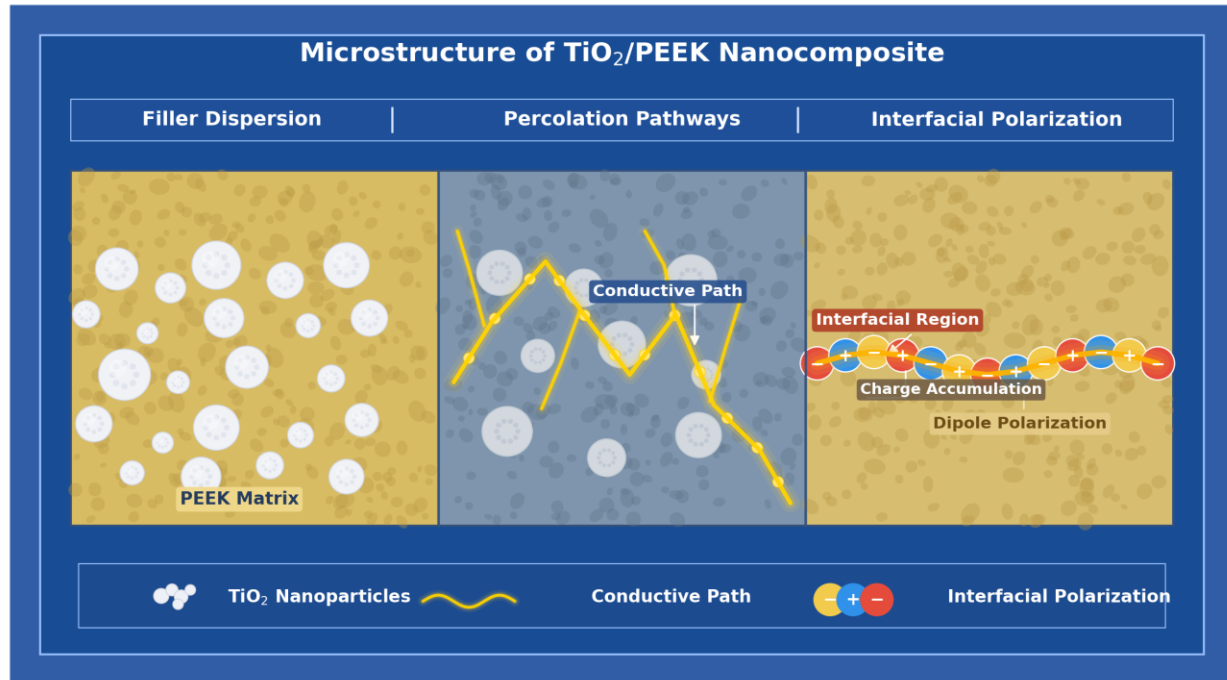 Microstructure of TiO₂/PEEK Nanocomposite
Filler Dispersion | Percolation Pathways | Interfacial Polarization
Conductive Path
Interfacial Region
− + − + − + − + − + − + −
Charge Accumulation
Dipole Polarization
PEEK Matrix
TiO₂ Nanoparticles Conductive Path − + − Interfacial Polarization